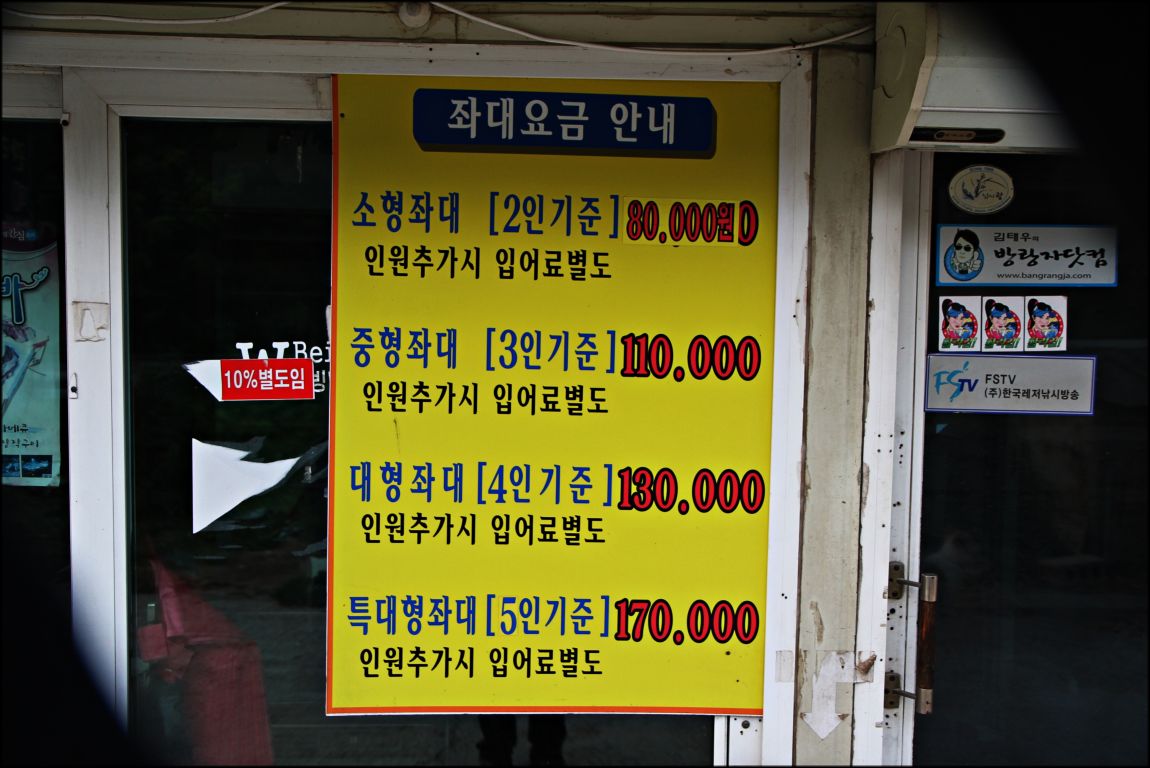 좌대요금 안내
소형좌대 [2인기준] 80.000원
인원추가시 입어료별도
중형좌대 [3인기준] 110.000
인원추가시 입어료별도
대형좌대 [4인기준] 130.000
인원추가시 입어료별도
특대형좌대 [5인기준] 170.000
인원추가시 입어료별도
10%별도임
김태우의
방랑자닷컴
www.bangrangja.com
FSTV
FSTV
(주)한국레저낚시방송